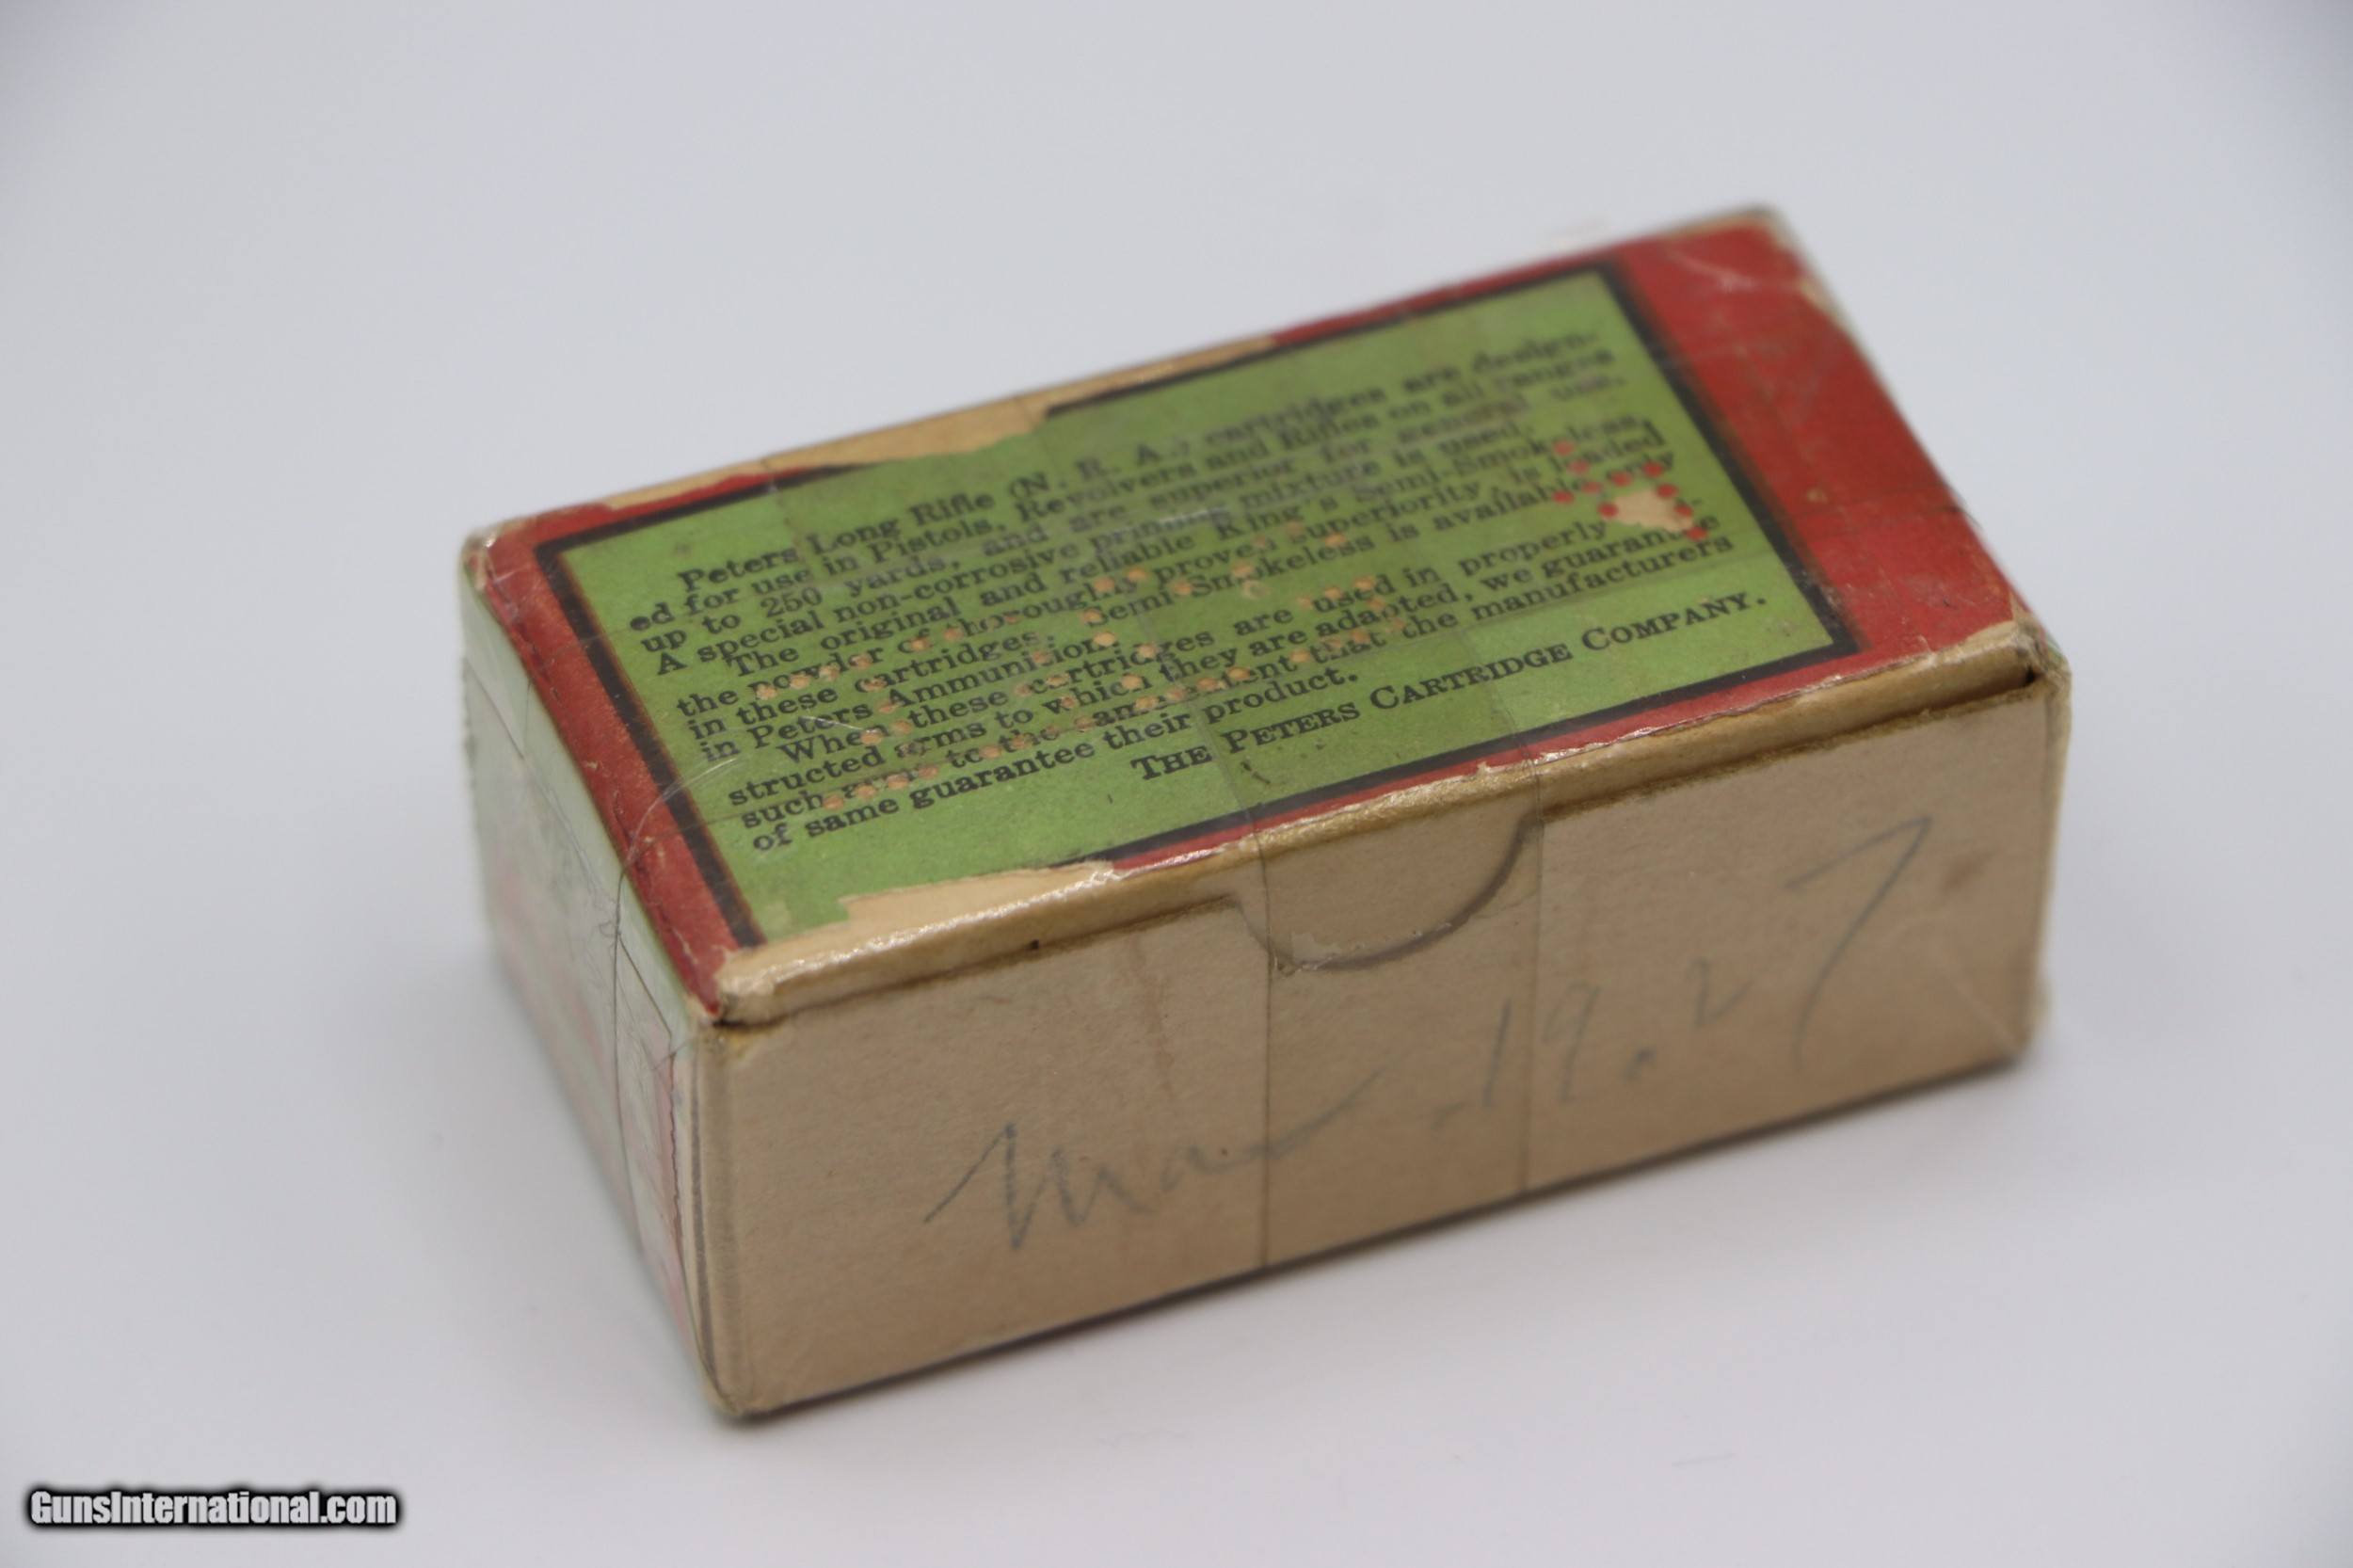 Peters Long Rifle (N. R. A.) cartridges are design-
ed for use in Pistols, Revolvers and Rifles on all ranges
up to 250 yards, and are superior for general use.
A special non-corrosive priming mixture is used.
The original and reliable King's Semi-Smokeless,
the powder of thoroughly proven superiority, is loaded
in these cartridges. Semi-Smokeless is available only
in Peters Ammunition.
When these cartridges are used in properly con-
structed arms to which they are adapted, we guarantee
such arms to the same extent that the manufacturers
of same guarantee their product.
THE PETERS CARTRIDGE COMPANY.
Mar. 19. 27
GunsInternational.com